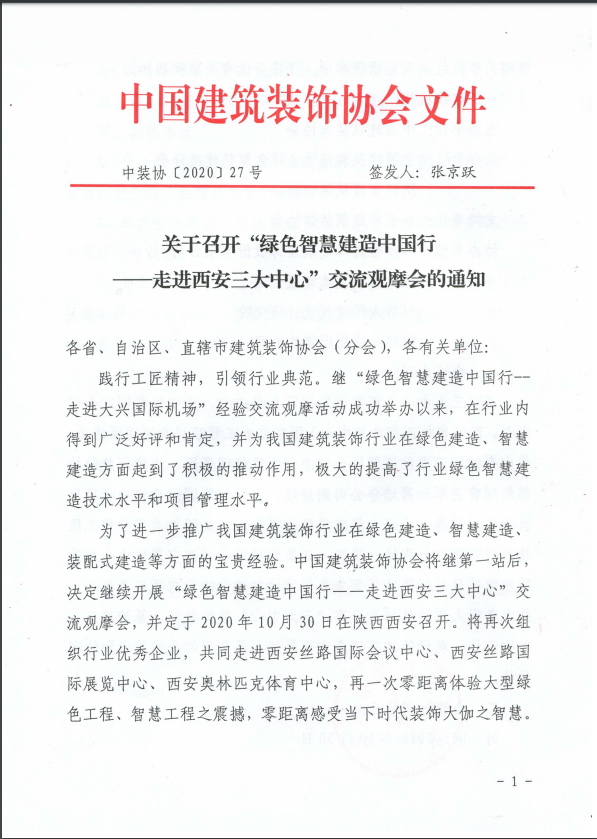 中国建筑装饰协会文件
中装协〔2020〕27号 签发人：张京跃
关于召开“绿色智慧建造中国行
——走进西安三大中心”交流观摩会的通知
各省、自治区、直辖市建筑装饰协会（分会），各有关单位：
践行工匠精神，引领行业典范。继“绿色智慧建造中国行--
走进大兴国际机场”经验交流观摩活动成功举办以来，在行业内
得到广泛好评和肯定，并为我国建筑装饰行业在绿色建造、智慧
建造方面起到了积极的推动作用，极大的提高了行业绿色智慧建
造技术水平和项目管理水平。
为了进一步推广我国建筑装饰行业在绿色建造、智慧建造、
装配式建造等方面的宝贵经验。中国建筑装饰协会将继第一站后，
决定继续开展“绿色智慧建造中国行——走进西安三大中心”交
流观摩会，并定于2020年10月30日在陕西西安召开。将再次组
织行业优秀企业，共同走进西安丝路国际会议中心、西安丝路国
际展览中心、西安奥林匹克体育中心，再一次零距离体验大型绿
色工程、智慧工程之震撼，零距离感受当下时代装饰大伽之智慧。
- 1 -